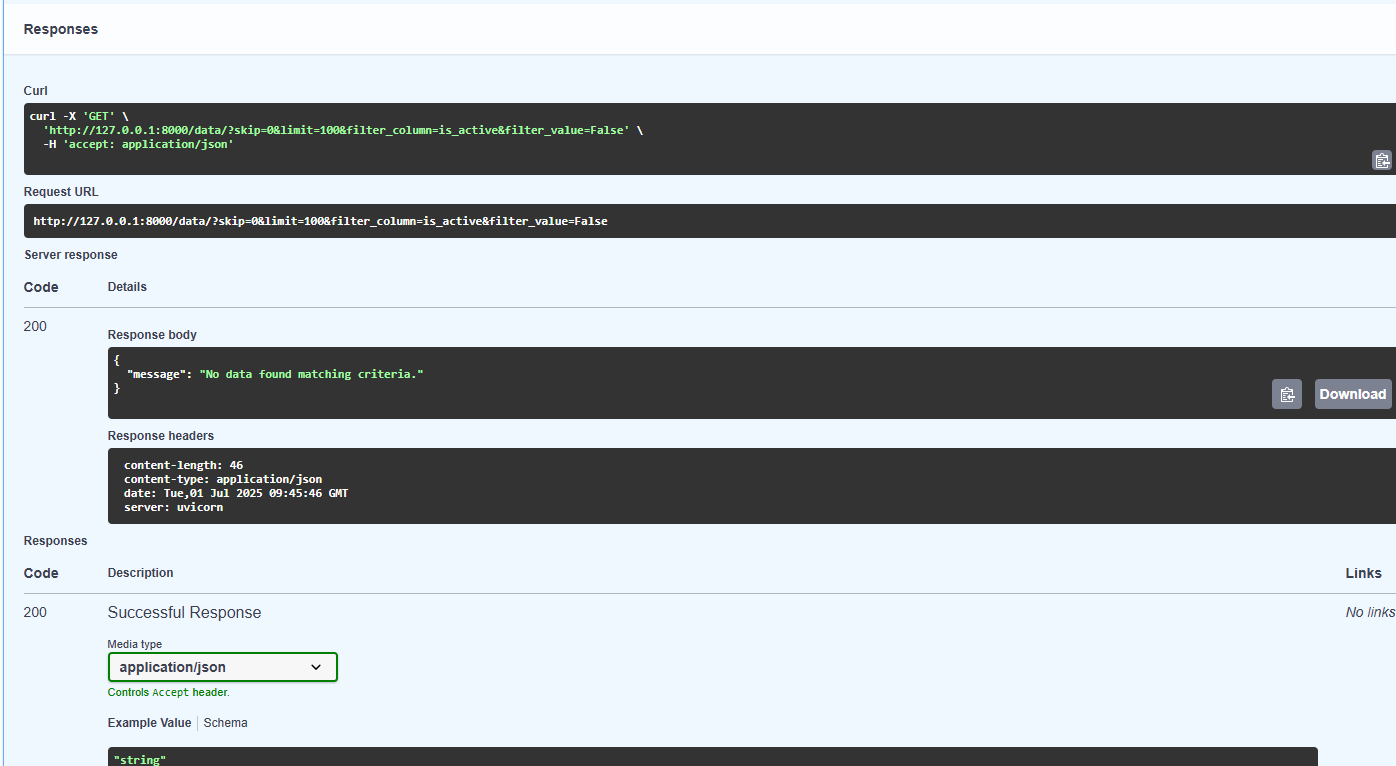 Responses
Curl
curl -X 'GET' \
'http://127.0.0.1:8000/data/?skip=0&limit=100&filter_column=is_active&filter_value=False' \
-H 'accept: application/json'
Request URL
http://127.0.0.1:8000/data/?skip=0&limit=100&filter_column=is_active&filter_value=False
Server response
Code Details
200
Response body
{
"message": "No data found matching criteria."
}
Download
Response headers
content-length: 46
content-type: application/json
date: Tue,01 Jul 2025 09:45:46 GMT
server: uvicorn
Responses
Code Description Links
200 Successful Response No links
Media type
application/json
Controls Accept header.
Example Value Schema
"string"